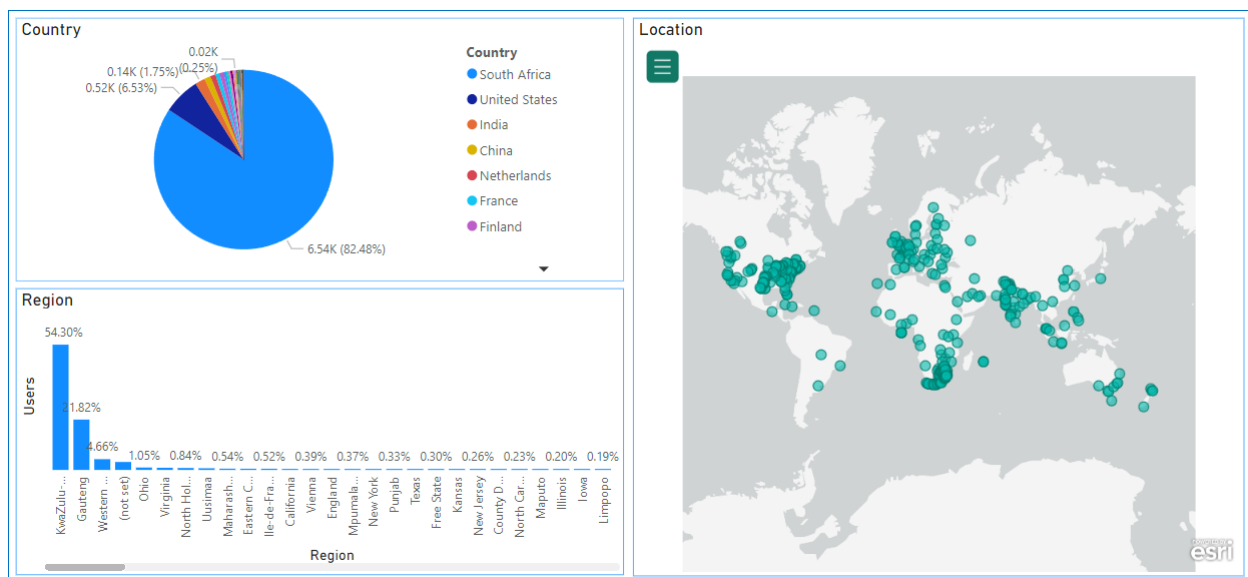 Country
0.02K
(0.25%)
0.14K (1.75%)
0.52K (6.53%)
6.54K (82.48%)
Country
South Africa
United States
India
China
Netherlands
France
Finland
Region
Users
54.30%
21.82%
4.66%
1.05%
0.84%
0.54%
0.52%
0.39%
0.37%
0.33%
0.30%
0.26%
0.23%
0.20%
0.19%
KwaZulu-...
Gauteng
Western ...
(not set)
Ohio
Virginia
North Hol...
Uusimaa
Maharash...
Eastern C...
Ile-de-Fra...
California
Vienna
England
Mpumala...
New York
Punjab
Texas
Free State
Kansas
New Jersey
County D...
North Car...
Maputo
Illinois
Iowa
Limpopo
Region
Location
esri